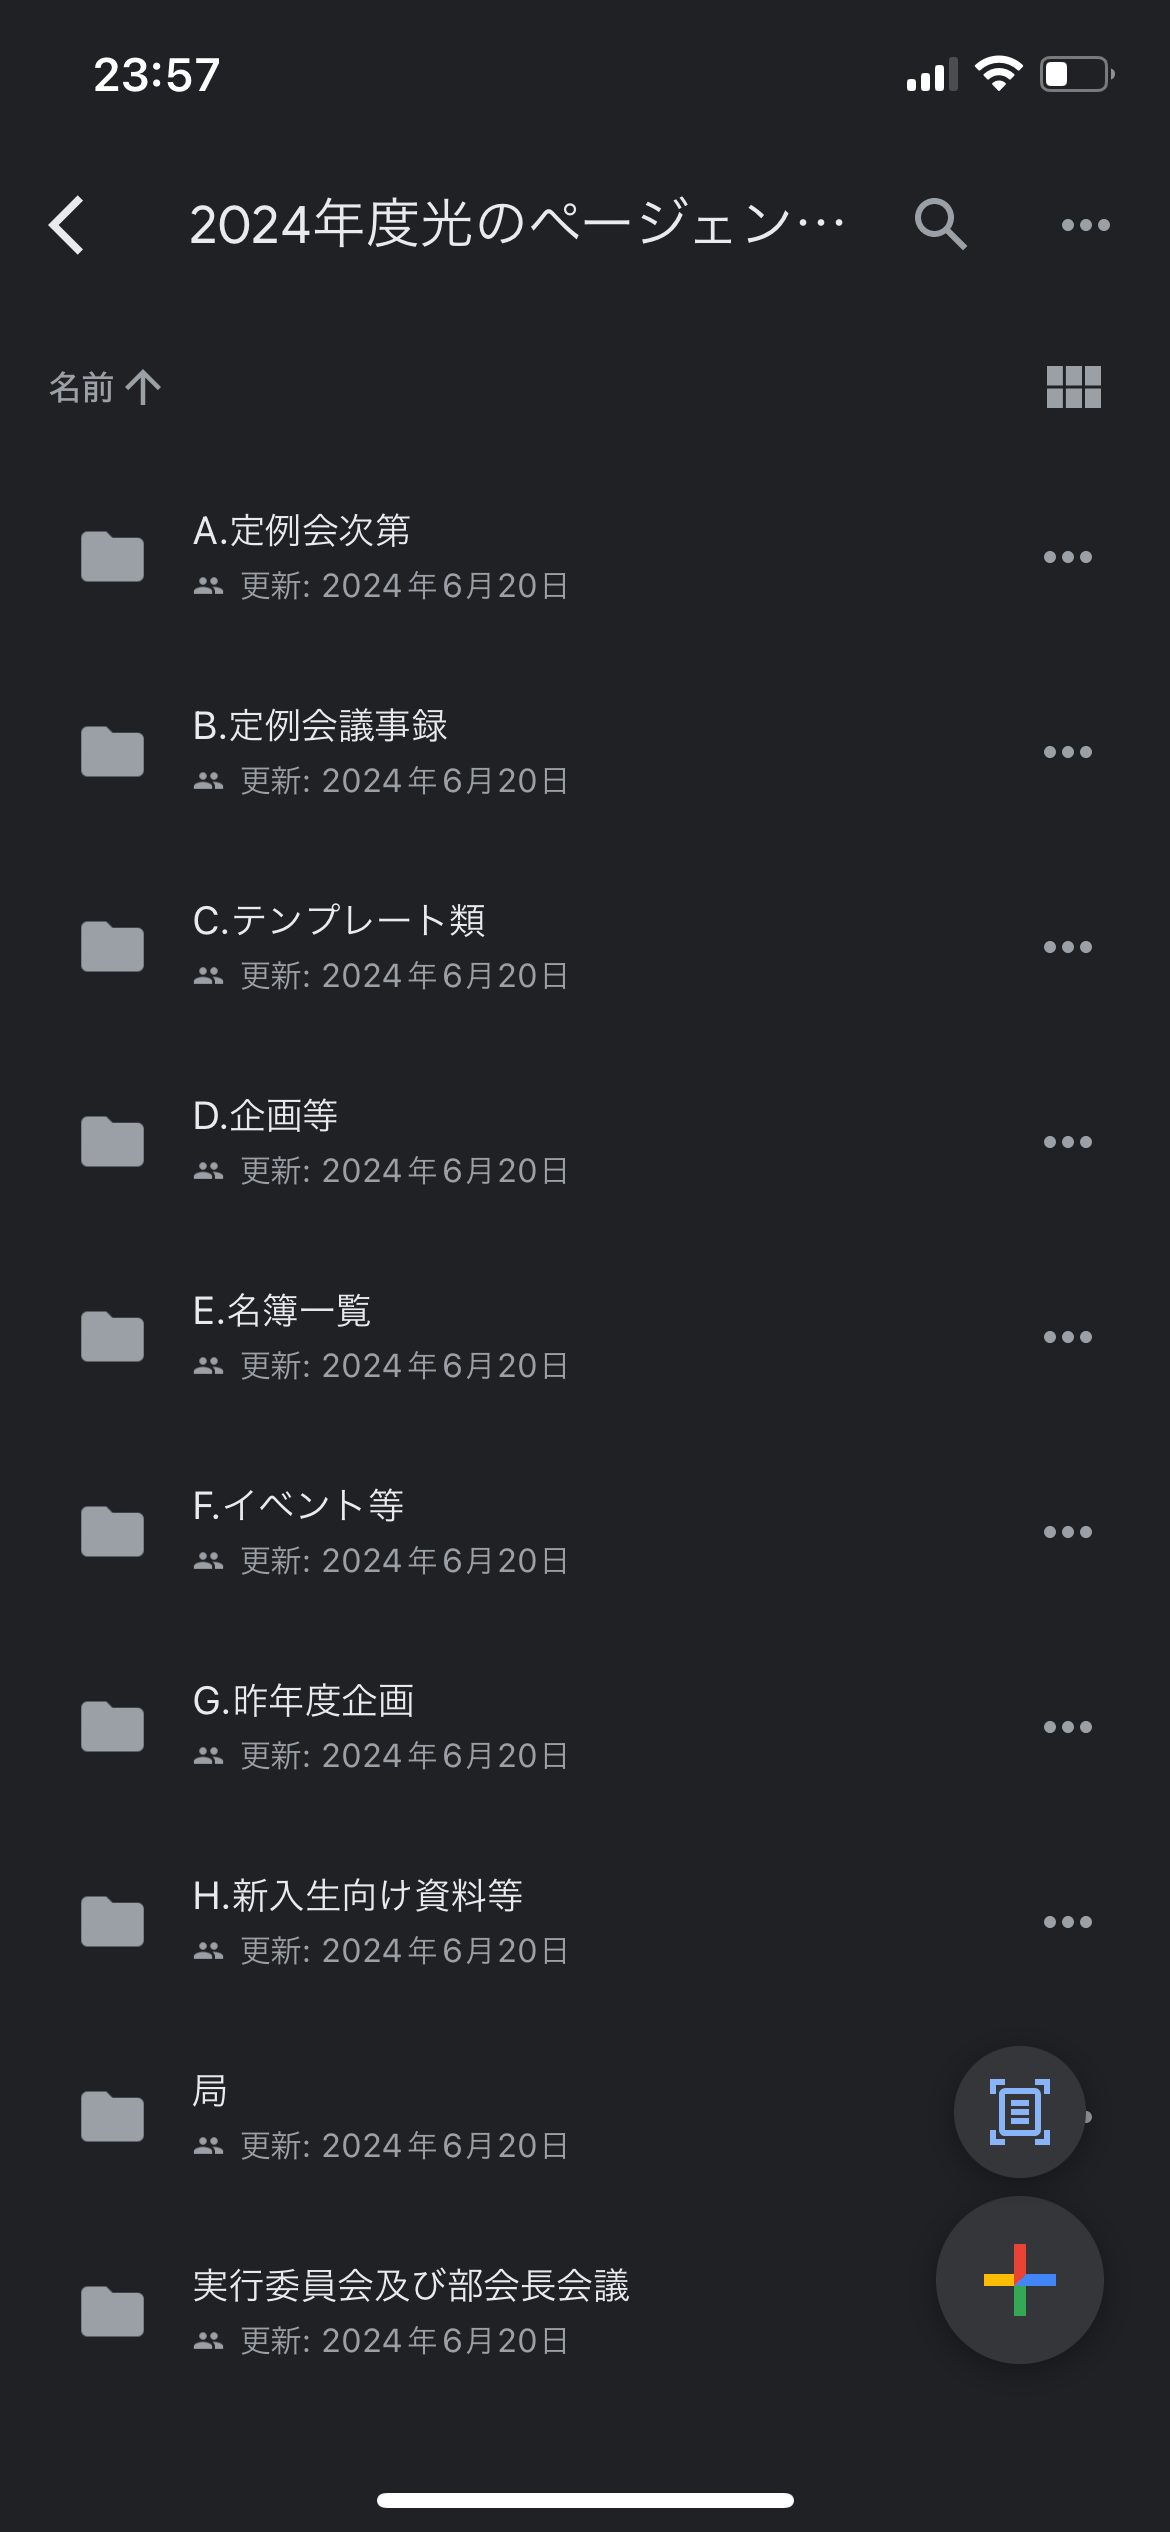 23:57
2024年度光のページェン…
名前
A.定例会次第
更新: 2024年6月20日
B.定例会議事録
更新: 2024年6月20日
C.テンプレート類
更新: 2024年6月20日
D.企画等
更新: 2024年6月20日
E.名簿一覧
更新: 2024年6月20日
F.イベント等
更新: 2024年6月20日
G.昨年度企画
更新: 2024年6月20日
H.新入生向け資料等
更新: 2024年6月20日
局
更新: 2024年6月20日
実行委員会及び部会長会議
更新: 2024年6月20日